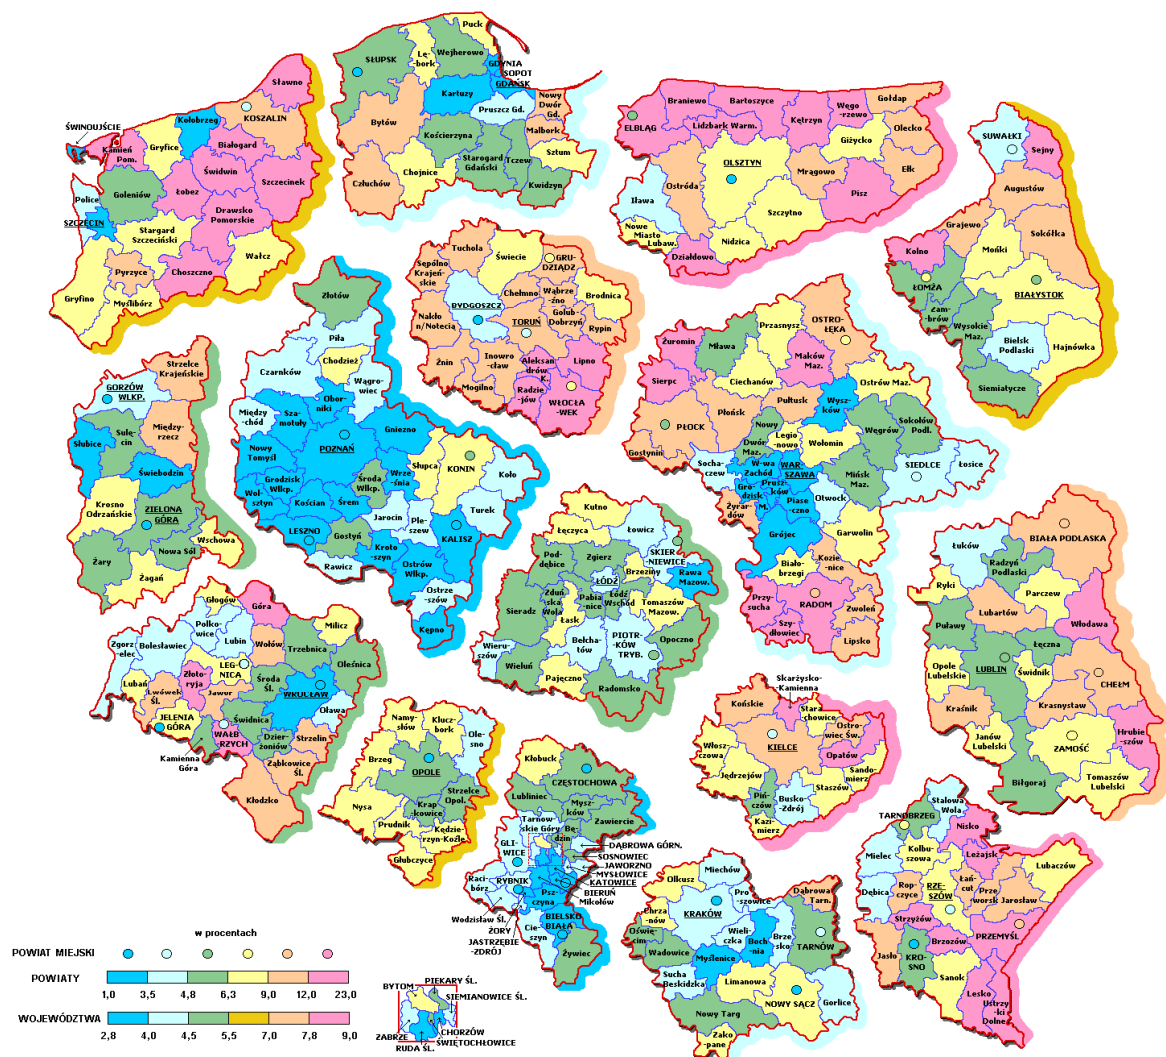 Puck
SŁUPSK
Lę-
bork
Wejherowo
GDYNIA
SOPOT
GDAŃSK
Kartuzy
Pruszcz Gd.
Nowy
Dwór
Gd.
Bytów
Kościerzyna
Malbork
Starogard
Gdański
Tczew
Sztum
Człuchów
Chojnice
Kwidzyn
Sławno
Kołobrzeg
KOSZALIN
ŚWINOUJŚCIE
Kamień
Pom.
Gryfice
Białogard
Świdwin
Szczecinek
Police
Goleniów
Łobez
SZCZECIN
Drawsko
Pomorskie
Stargard
Szczeciński
Wałcz
Pyrzyce
Choszczno
Gryfino
Myślibórz
Braniewo
Bartoszyce
Węgo-
rzewo
Gołdap
ELBLĄG
Lidzbark Warm.
Kętrzyn
Olecko
Giżycko
OLSZTYN
Mrągowo
Ełk
Iława
Ostróda
Pisz
Szczytno
Nowe
Miasto
Lubaw.
Nidzica
Działdowo
SUWAŁKI
Sejny
Augustów
Grajewo
Sokółka
Kolno
Mońki
ŁOMŻA
BIAŁYSTOK
Zam-
brów
Wysokie
Maz.
Bielsk
Podlaski
Hajnówka
Siemiatycze
Tuchola
Sępólno
Krajeń-
skie
Świecie
GRU-
DZIĄDZ
BYDGOSZCZ
Chełmno
Wąbrze-
źno
Brodnica
Nakło
n/Notecią
TORUŃ
Golub-
Dobrzyń
Rypin
Żnin
Inowro-
cław
Aleksan-
drów
K.
Lipno
Mogilno
Radzie-
jów
WŁOCŁA
-WEK
Złotów
Piła
Chodzież
Czarnków
Wągro-
wiec
Między
-chód
Sza-
motuły
Obor-
niki
Gniezno
POZNAŃ
Nowy
Tomyśl
Słupca
KONIN
Koło
Grodzisk
Wlkp.
Środa
Wlkp.
Wrze-
śnia
Wol-
sztyn
Kościan
Śrem
Turek
Jarocin
Ple-
szew
LESZNO
Gostyń
KALISZ
Kroto-
szyn
Rawicz
Ostrów
Wlkp.
Ostrze-
szów
Kępno
Strzelce
Krajeńskie
GORZÓW
WLKP.
Sulę-
cin
Między-
rzecz
Słubice
Świebodzin
Krosno
Odrzańskie
ZIELONA
GÓRA
Nowa Sól
Wschowa
Żary
Żagań
OSTRO-
ŁĘKA
Przasnysz
Żuromin
Mława
Maków
Maz.
Sierpc
Ciechanów
Ostrów Maz.
Pułtusk
Wysz-
ków
PŁOCK
Płońsk
Gostynin
Nowy
Dwór
Maz.
Legio-
nowo
Wołomin
Węgrów
Sokołów
Podl.
Socha-
czew
W-wa
Zachód
WAR-
SZAWA
SIEDLCE
Łosice
Mińsk
Maz.
Prusz-
ków
Gro-
dzisk
M.
Piase
-czno
Otwock
Żyrar-
dów
Grójec
Garwolin
Biało-
brzegi
Kozie-
nice
Przy-
sucha
RADOM
Zwoleń
Szy-
dłowiec
Lipsko
Kutno
Łęczyca
Łowicz
Pod-
dębice
Zgierz
SKIER
-NIEWICE
Brzeziny
ŁÓDŹ
Rawa
Mazow.
Sieradz
Zduń
ska
Wola
Pabia
-nice
Łódź
Wschód
Tomaszów
Mazow.
Łask
Wieru-
szów
Bełcha-
tów
PIOTR-
KÓW
TRYB.
Opoczno
Wieluń
Pajęczno
Radomsko
BIAŁA PODLASKA
Łuków
Radzyń
Podlaski
Ryki
Parczew
Lubartów
Włodawa
Puławy
Łęczna
LUBLIN
Świdnik
Opole
Lubelskie
CHEŁM
Kraśnik
Krasnystaw
Janów
Lubelski
ZAMOŚĆ
Hrubie-
szów
Biłgoraj
Tomaszów
Lubelski
Głogów
Góra
Polko-
wice
Milicz
Zgorz-
elec
Bolesławiec
Lubin
Wołów
Trzebnica
Oleśnica
Lubań
LEG-
NICA
Złoto-
ryja
Środa
Śl.
WROCŁAW
Lwówek
Śl.
Jawor
Oława
JELENIA
GÓRA
Świdnica
WAŁB
RZYCH
Strzelin
Dzier-
żoniów
Kamienna
Góra
Ząbkowice
Śl.
Kłodzko
Namy-
słów
Klucz-
bork
Ole-
sno
Brzeg
OPOLE
Strzelce
Opol.
Nysa
Krap-
kowice
Prudnik
Kędzie-
rzyn-Koźle
Głubczyce
Kłobuck
CZĘSTOCHOWA
Lubliniec
Mysz-
ków
Zawiercie
Tarnow
skie Góry
Bę-
dzin
GLI-
WICE
DĄBROWA GÓRN.
SOSNOWIEC
JAWORZNO
MYSŁOWICE
KATOWICE
BIERUŃ
Mikołów
Raci-
bórz
RYBNIK
Psz-
czyna
Wodzisław Śl.
ŻORY
JASTRZĘBIE
-ZDRÓJ
BIELSKO
BIAŁA
Cie-
szyn
Żywiec
PIEKARY ŚL.
BYTOM
SIEMIANOWICE ŚL.
ZABRZE
CHORZÓW
ŚWIĘTOCHŁOWICE
RUDA ŚL.
Skarżysko-
Kamienna
Końskie
Stara
chowice
Ostro-
wiec Św.
KIELCE
Włosz-
czowa
Opatów
Jędrzejów
Sando-
mierz
Staszów
Piń-
czów
Busko-
Zdrój
Kazi-
mierz
Miechów
Olkusz
Pro-
szowice
Dąbrowa
Tarn.
Chrza-
nów
KRAKÓW
Oświę-
cim
Wieli-
czka
Boch
-nia
Brze-
sko
TARNÓW
Wadowice
Myślenice
Sucha
Beskidzka
Limanowa
NOWY SĄCZ
Gorlice
Nowy Targ
Zako-
pane
Stalowa
Wola
TARNOBRZEG
Nisko
Mielec
Kolbu-
szowa
Leżajsk
Lubaczów
Dębica
Rop-
czyce
RZE-
SZÓW
Łań-
cut
Prze
worsk
Jarosław
Strzyżów
PRZEMYŚL
Jasło
KRO-
SNO
Brzozów
Sanok
Lesko
Ustrzy-
ki
Dolne
w procentach
POWIAT MIEJSKI
POWIATY
1,0 3,5 4,8 6,3 9,0 12,0 23,0
WOJEWÓDZTWA
2,8 4,0 4,5 5,5 7,0 7,8 9,0